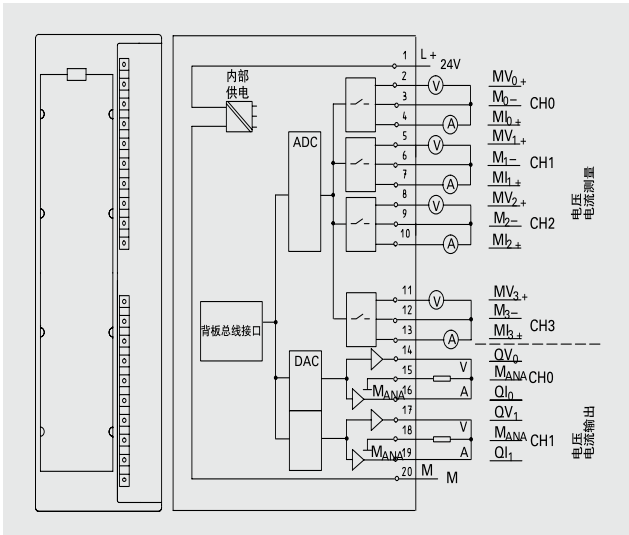 1 L+
24V
内部
供电
2 V MV0+
3 M0- CH0
4 A MI0+
ADC
5 V MV1+
6 M1- CH1
7 A MI1+
8 V MV2+
9 M2- CH2
10 A MI2+
电压
电流测量
11 V MV3+
12 M3-
13 A MI3+ CH3
背板总线接口
DAC
14 V QV0
15 MANA CH0
MANA 16 A QI0
17 V QV1
18 MANA CH1
MANA 19 A QI1
电压
电流输出
20 M M